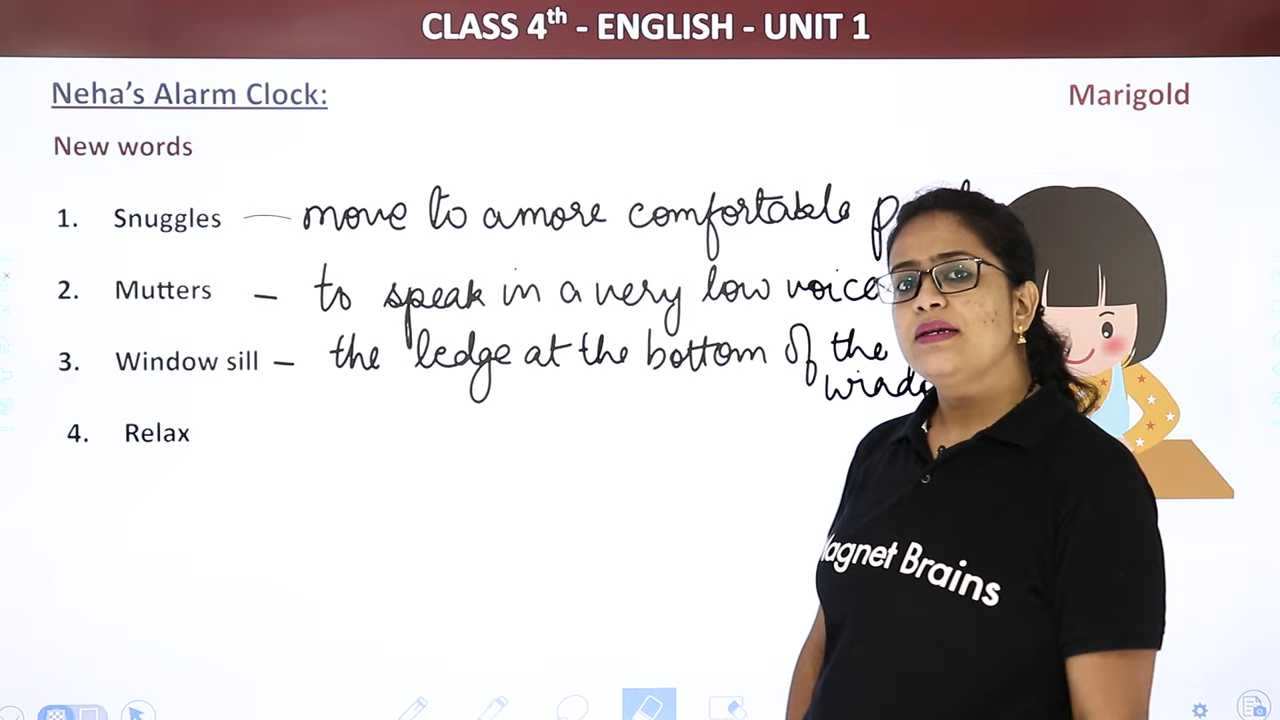 CLASS 4th - ENGLISH - UNIT 1
Neha's Alarm Clock:
Marigold
New words
1. Snuggles — move to a more comfortable
2. Mutters – to speak in a very low voice
3. Window sill – the ledge at the bottom of the
4. Relax
Magnet Brains